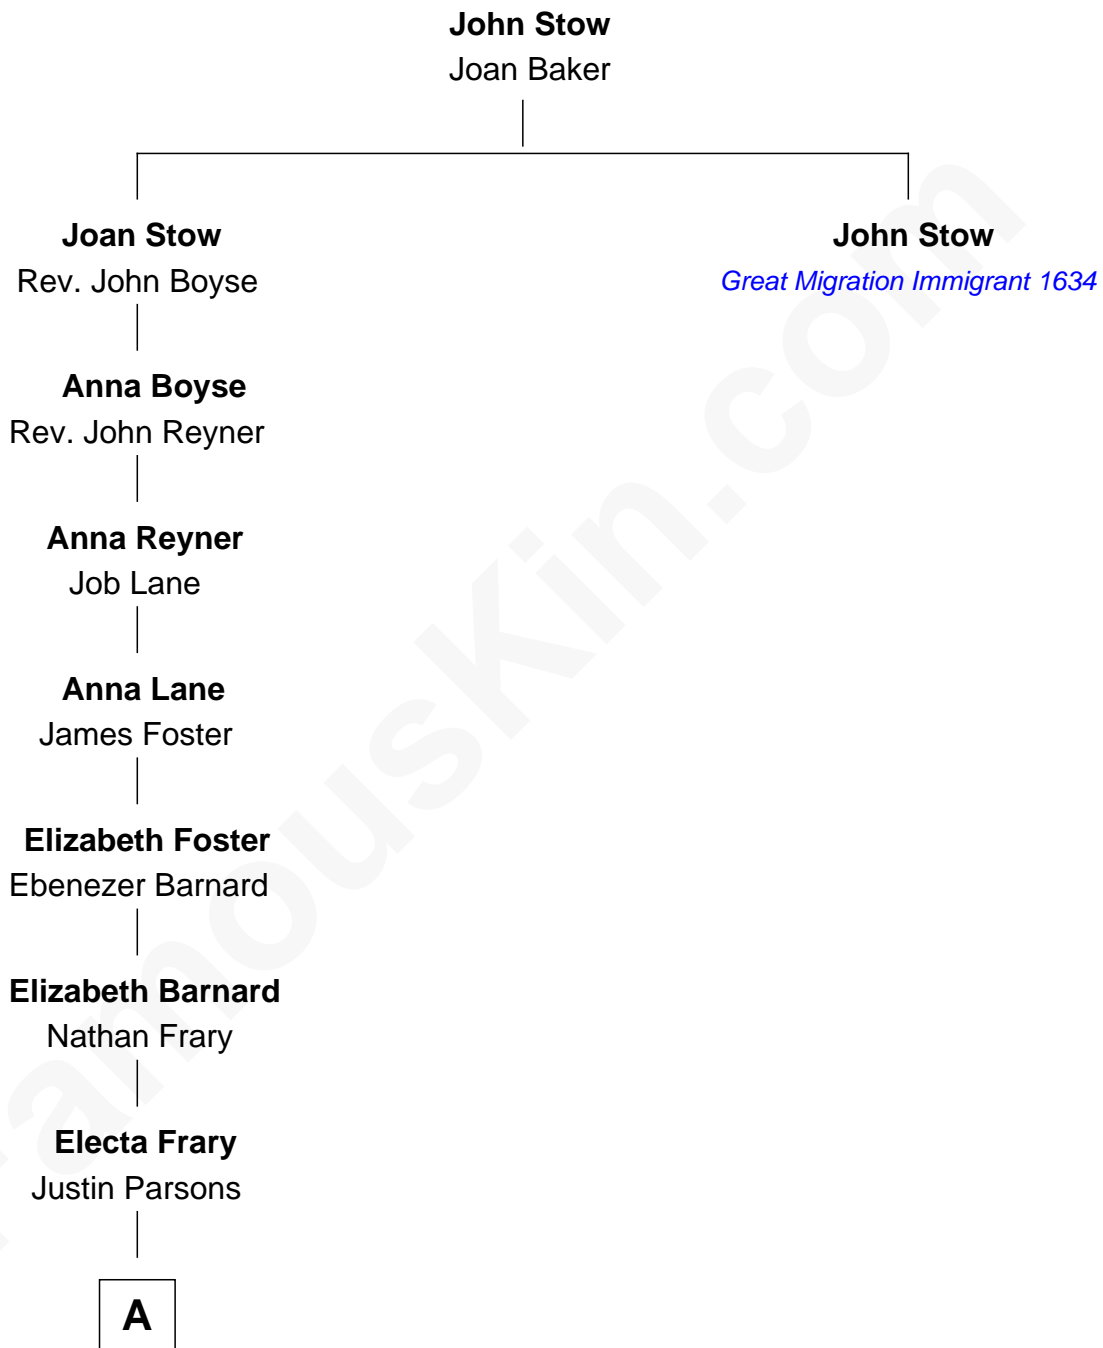 John Stow
Joan Baker
Joan Stow
Rev. John Boyse
John Stow
Great Migration Immigrant 1634
Anna Boyse
Rev. John Reyner
Anna Reyner
Job Lane
Anna Lane
James Foster
Elizabeth Foster
Ebenezer Barnard
Elizabeth Barnard
Nathan Frary
Electa Frary
Justin Parsons
A
FamousKin.com